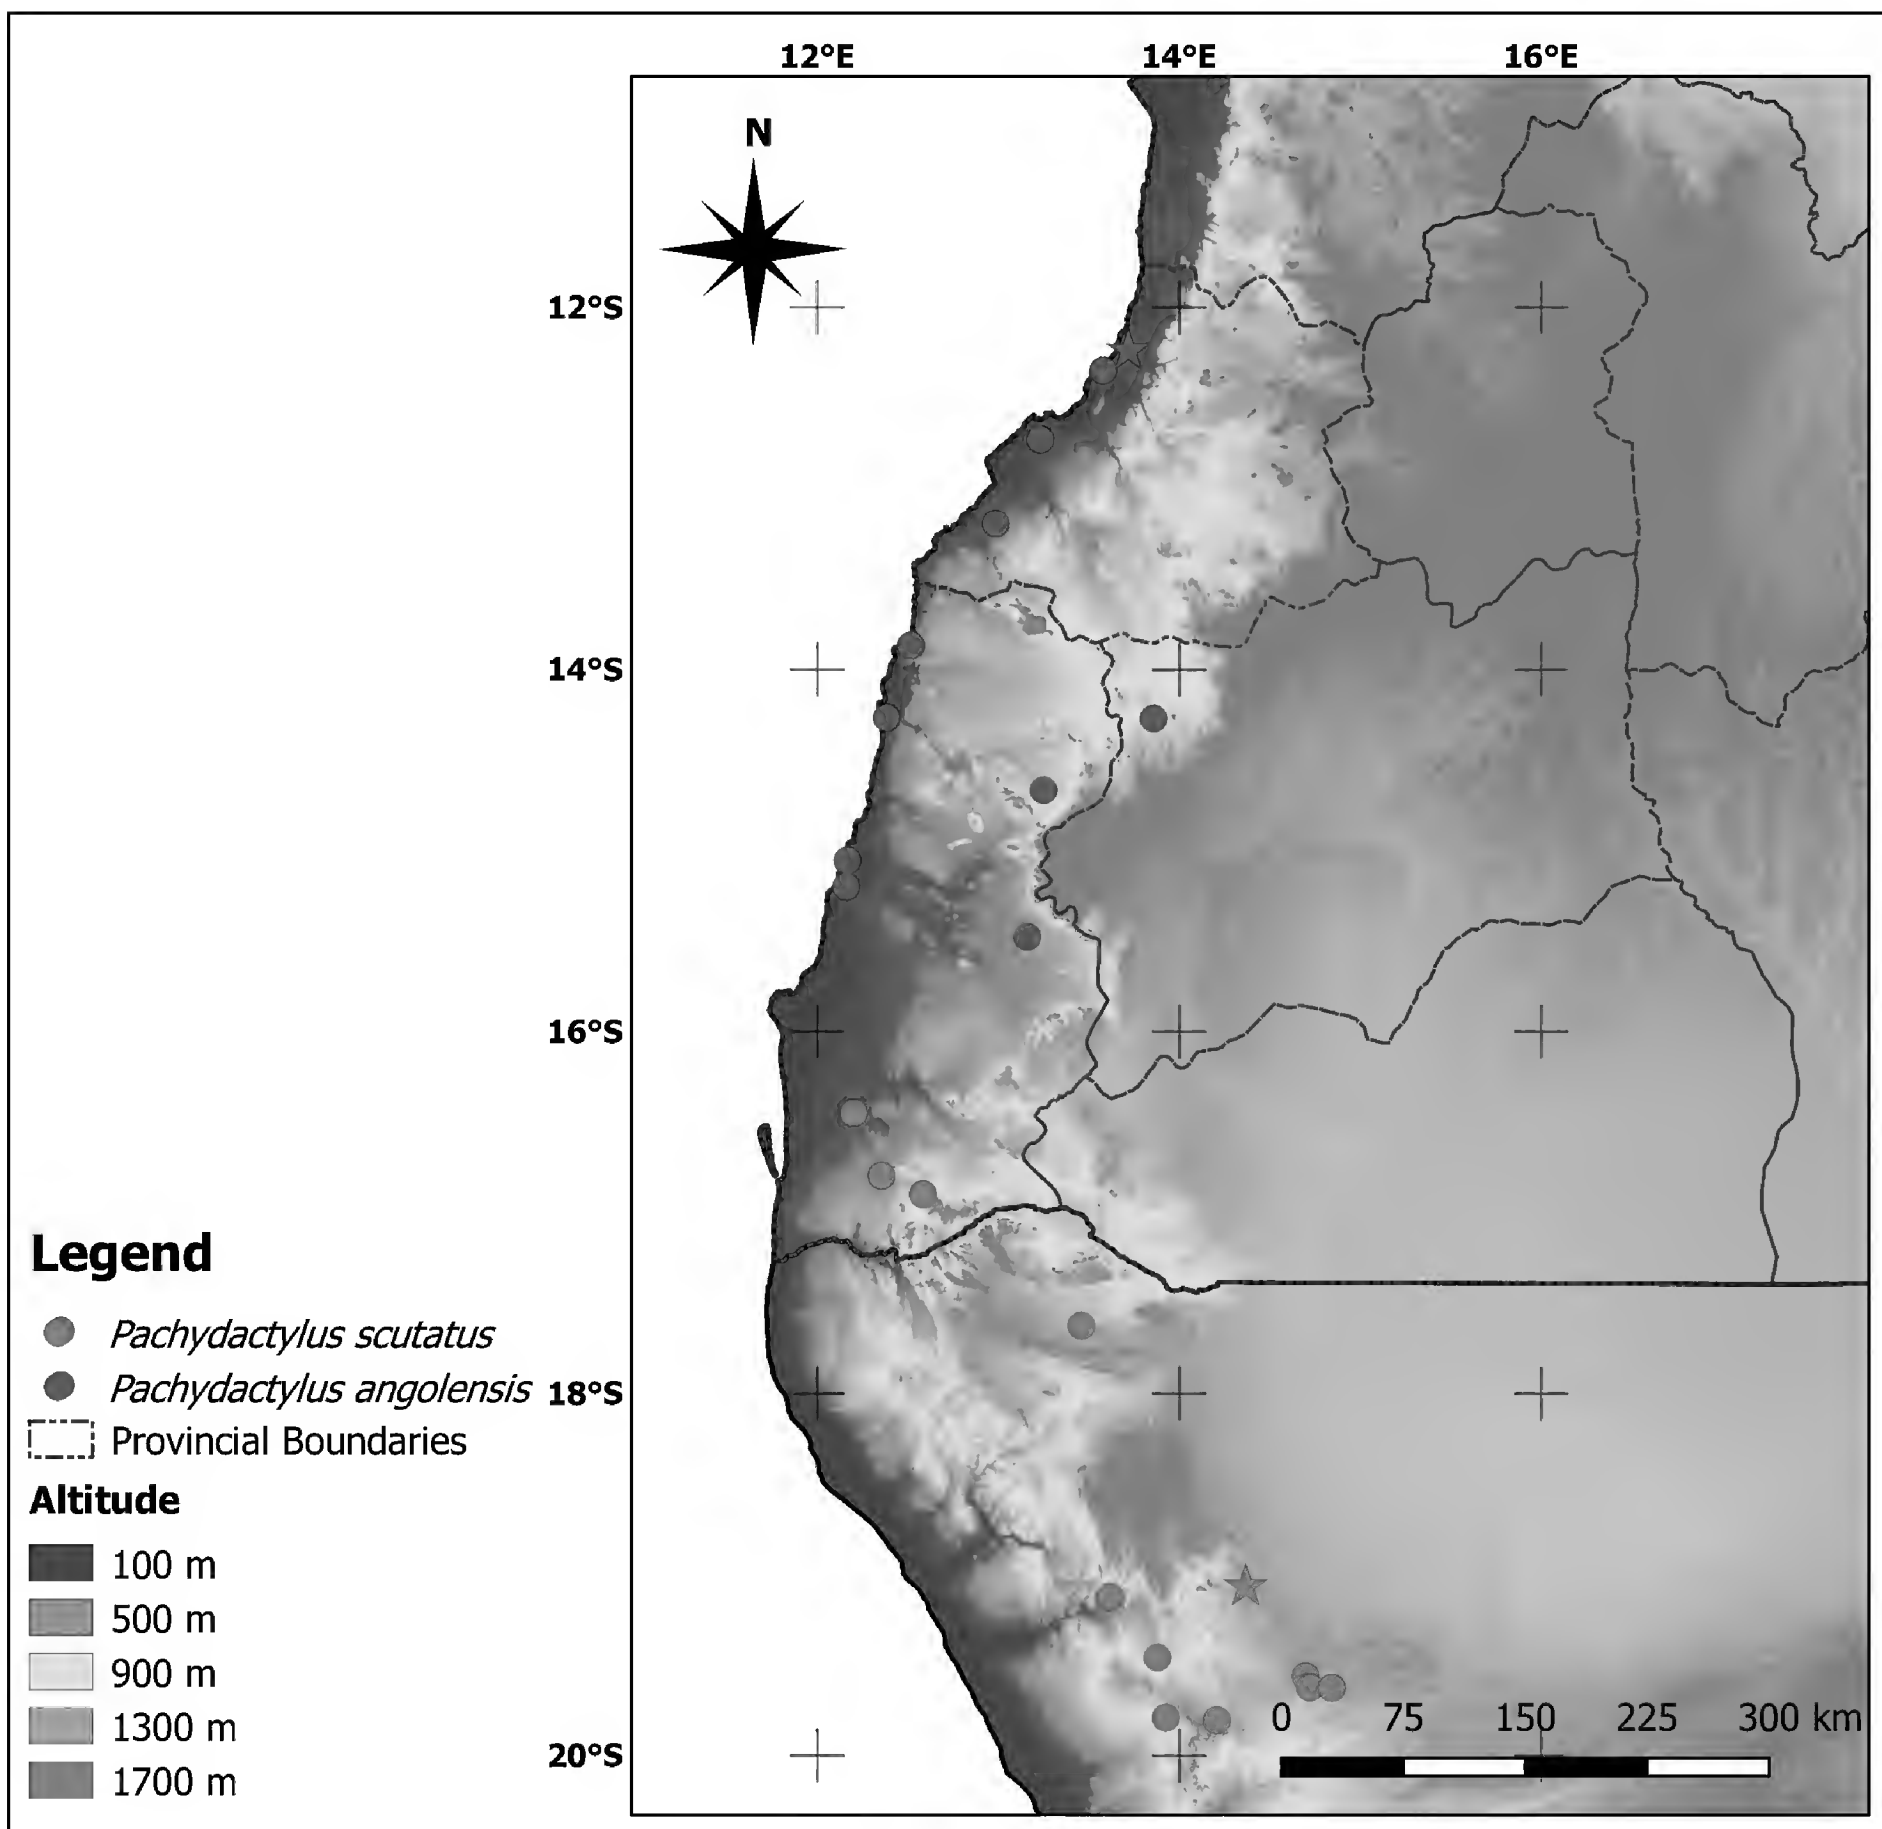 12°E 14°E 16°E
N
12°S
14°S
16°S
18°S
20°S
Legend
Pachydactylus scutatus
Pachydactylus angolensis
Provincial Boundaries
Altitude
100 m
500 m
900 m
1300 m
1700 m
0 75 150 225 300 km